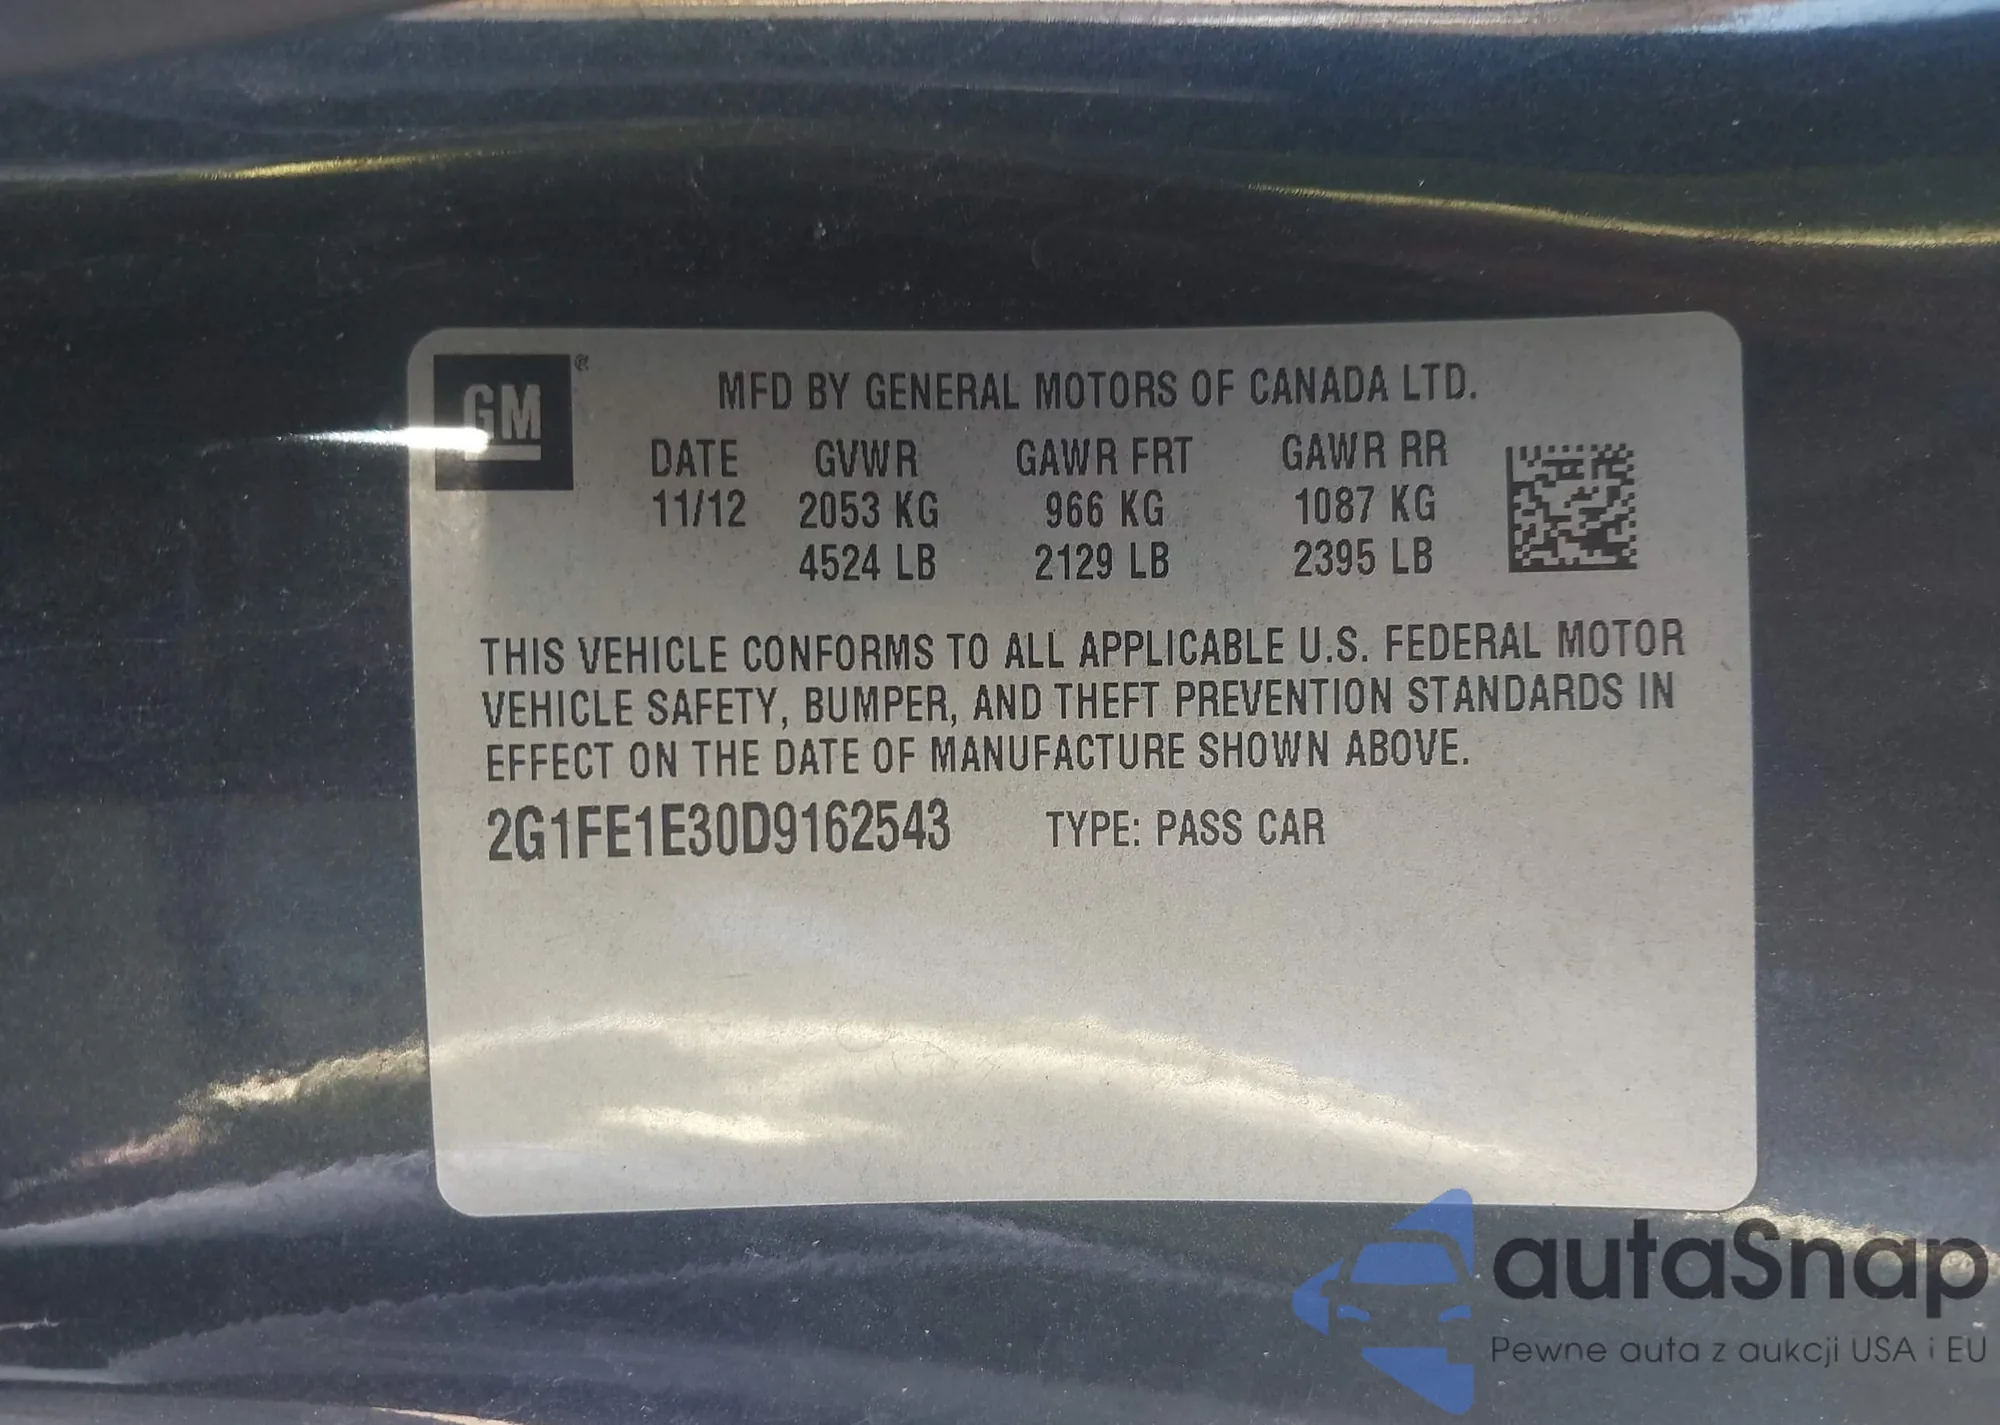 GM®
MFD BY GENERAL MOTORS OF CANADA LTD.
DATE GVWR GAWR FRT GAWR RR
11/12 2053 KG 966 KG 1087 KG
4524 LB 2129 LB 2395 LB
THIS VEHICLE CONFORMS TO ALL APPLICABLE U.S. FEDERAL MOTOR
VEHICLE SAFETY, BUMPER, AND THEFT PREVENTION STANDARDS IN
EFFECT ON THE DATE OF MANUFACTURE SHOWN ABOVE.
2G1FE1E30D9162543 TYPE: PASS CAR
autaSnap
Pewne auta z aukcji USA i EU